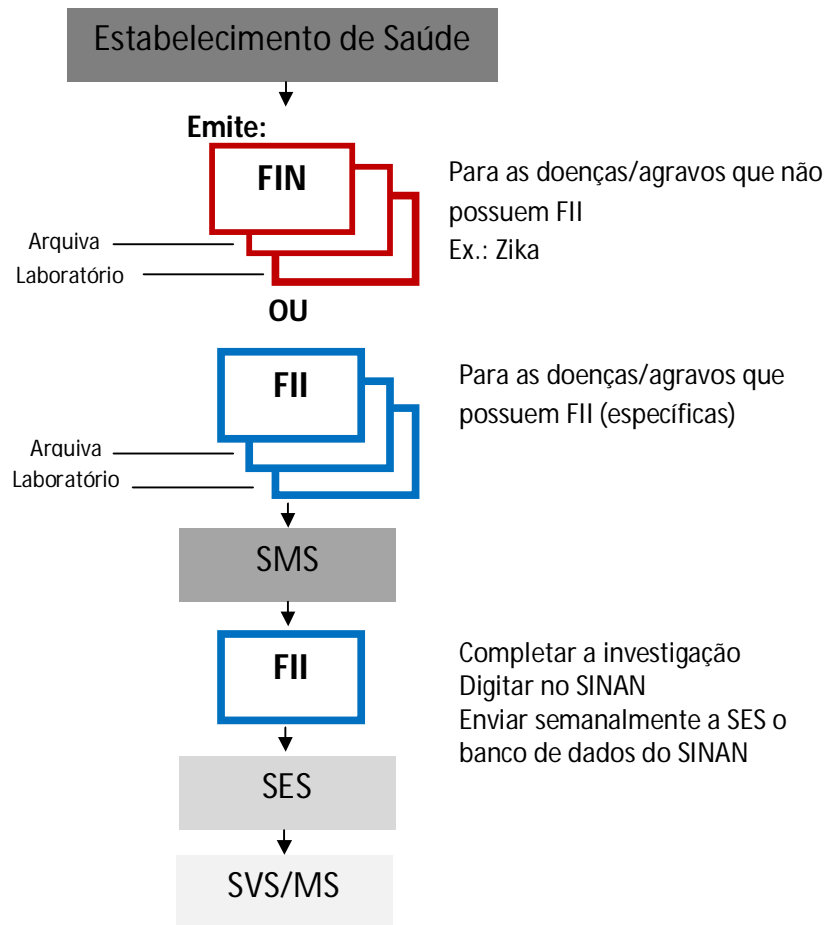 Estabelecimento de Saúde
Emite:
FIN
Para as doenças/agravos que não
possuem FII
Ex.: Zika
Arquiva
Laboratório
OU
FII
Para as doenças/agravos que
possuem FII (específicas)
Arquiva
Laboratório
SMS
FII
Completar a investigação
Digitar no SINAN
Enviar semanalmente a SES o
banco de dados do SINAN
SES
SVS/MS